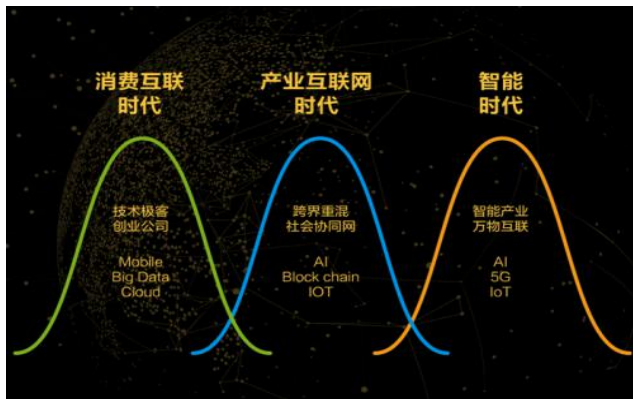 消费互联
时代
技术极客
创业公司
Mobile
Big Data
Cloud
产业互联网
时代
跨界重混
社会协同网
AI
Block chain
IOT
智能
时代
智能产业
万物互联
AI
5G
IoT